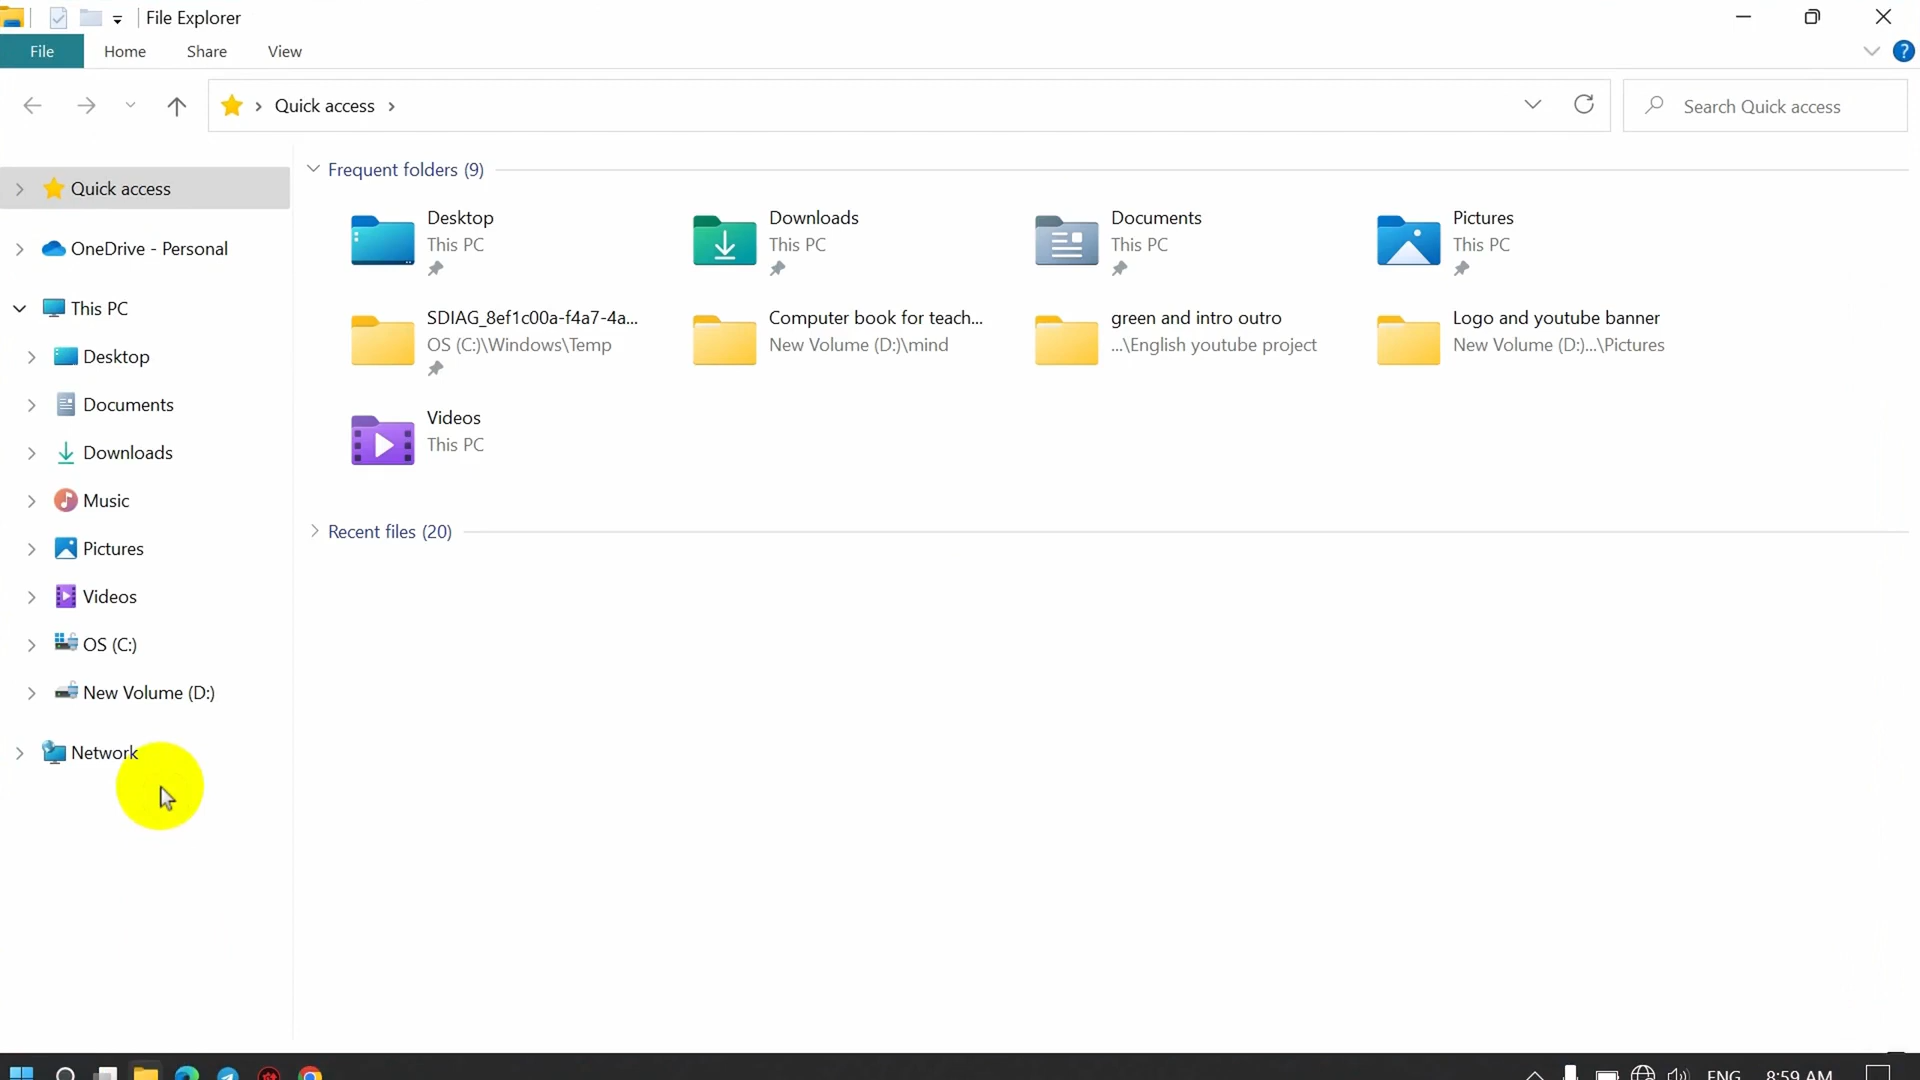 File Explorer
File Home Share View
Quick access
Search Quick access
Quick access
OneDrive - Personal
This PC
Desktop
Documents
Downloads
Music
Pictures
Videos
OS (C:)
New Volume (D:)
Network
Frequent folders (9)
Desktop
This PC
Downloads
This PC
Documents
This PC
Pictures
This PC
SDIAG_8ef1c00a-f4a7-4a...
OS (C:)\Windows\Temp
Computer book for teach...
New Volume (D:)\mind
green and intro outro
...\English youtube project
Logo and youtube banner
New Volume (D:)...\Pictures
Videos
This PC
Recent files (20)
ENG
8:59 AM